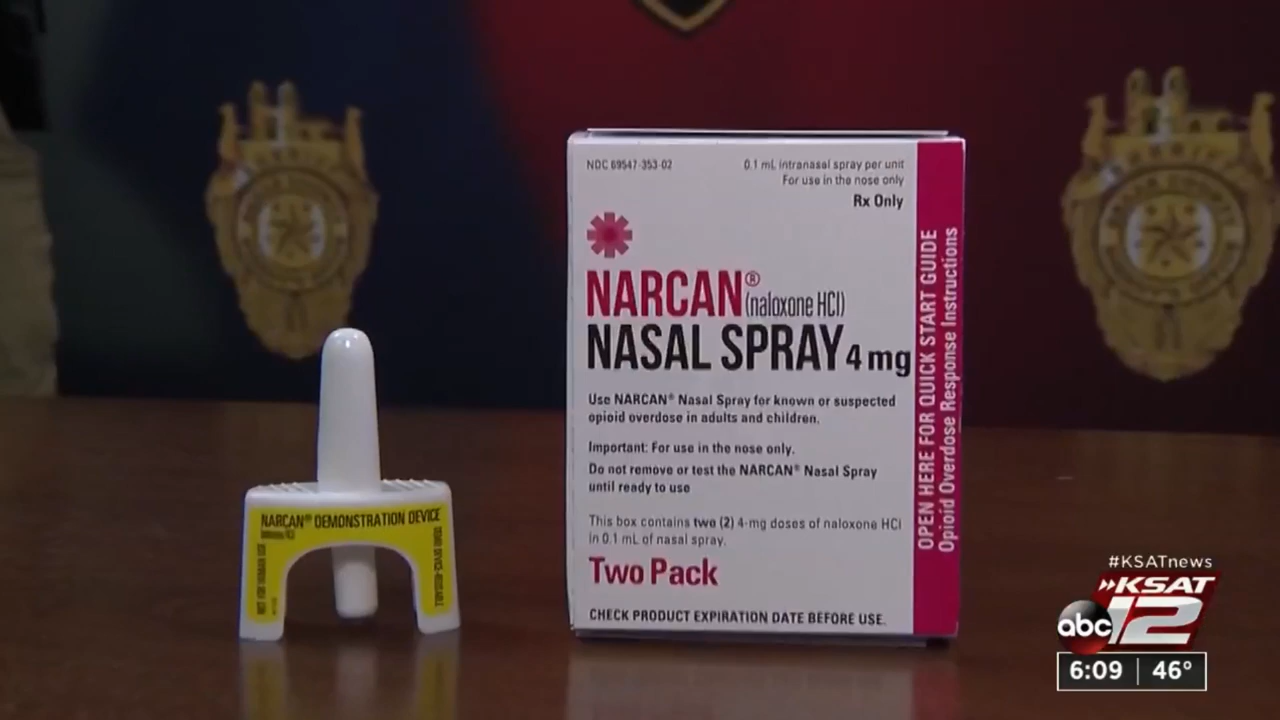 NDC 69547-353-02
0.1 mL intranasal spray per unit
For use in the nose only
Rx Only
NARCAN®
(naloxone HCl)
NASAL SPRAY 4 mg
Use NARCAN® Nasal Spray for known or suspected
opioid overdose in adults and children.
Important: For use in the nose only.
Do not remove or test the NARCAN® Nasal Spray
until ready to use
This box contains two (2) 4-mg doses of naloxone HCl
in 0.1 mL of nasal spray.
Two Pack
CHECK PRODUCT EXPIRATION DATE BEFORE USE.
OPEN HERE FOR QUICK START GUIDE
Opioid Overdose Response Instructions
NARCAN® DEMONSTRATION DEVICE
NOT FOR HUMAN USE
#KSATnews
KSAT
abc 12
6:09 46°